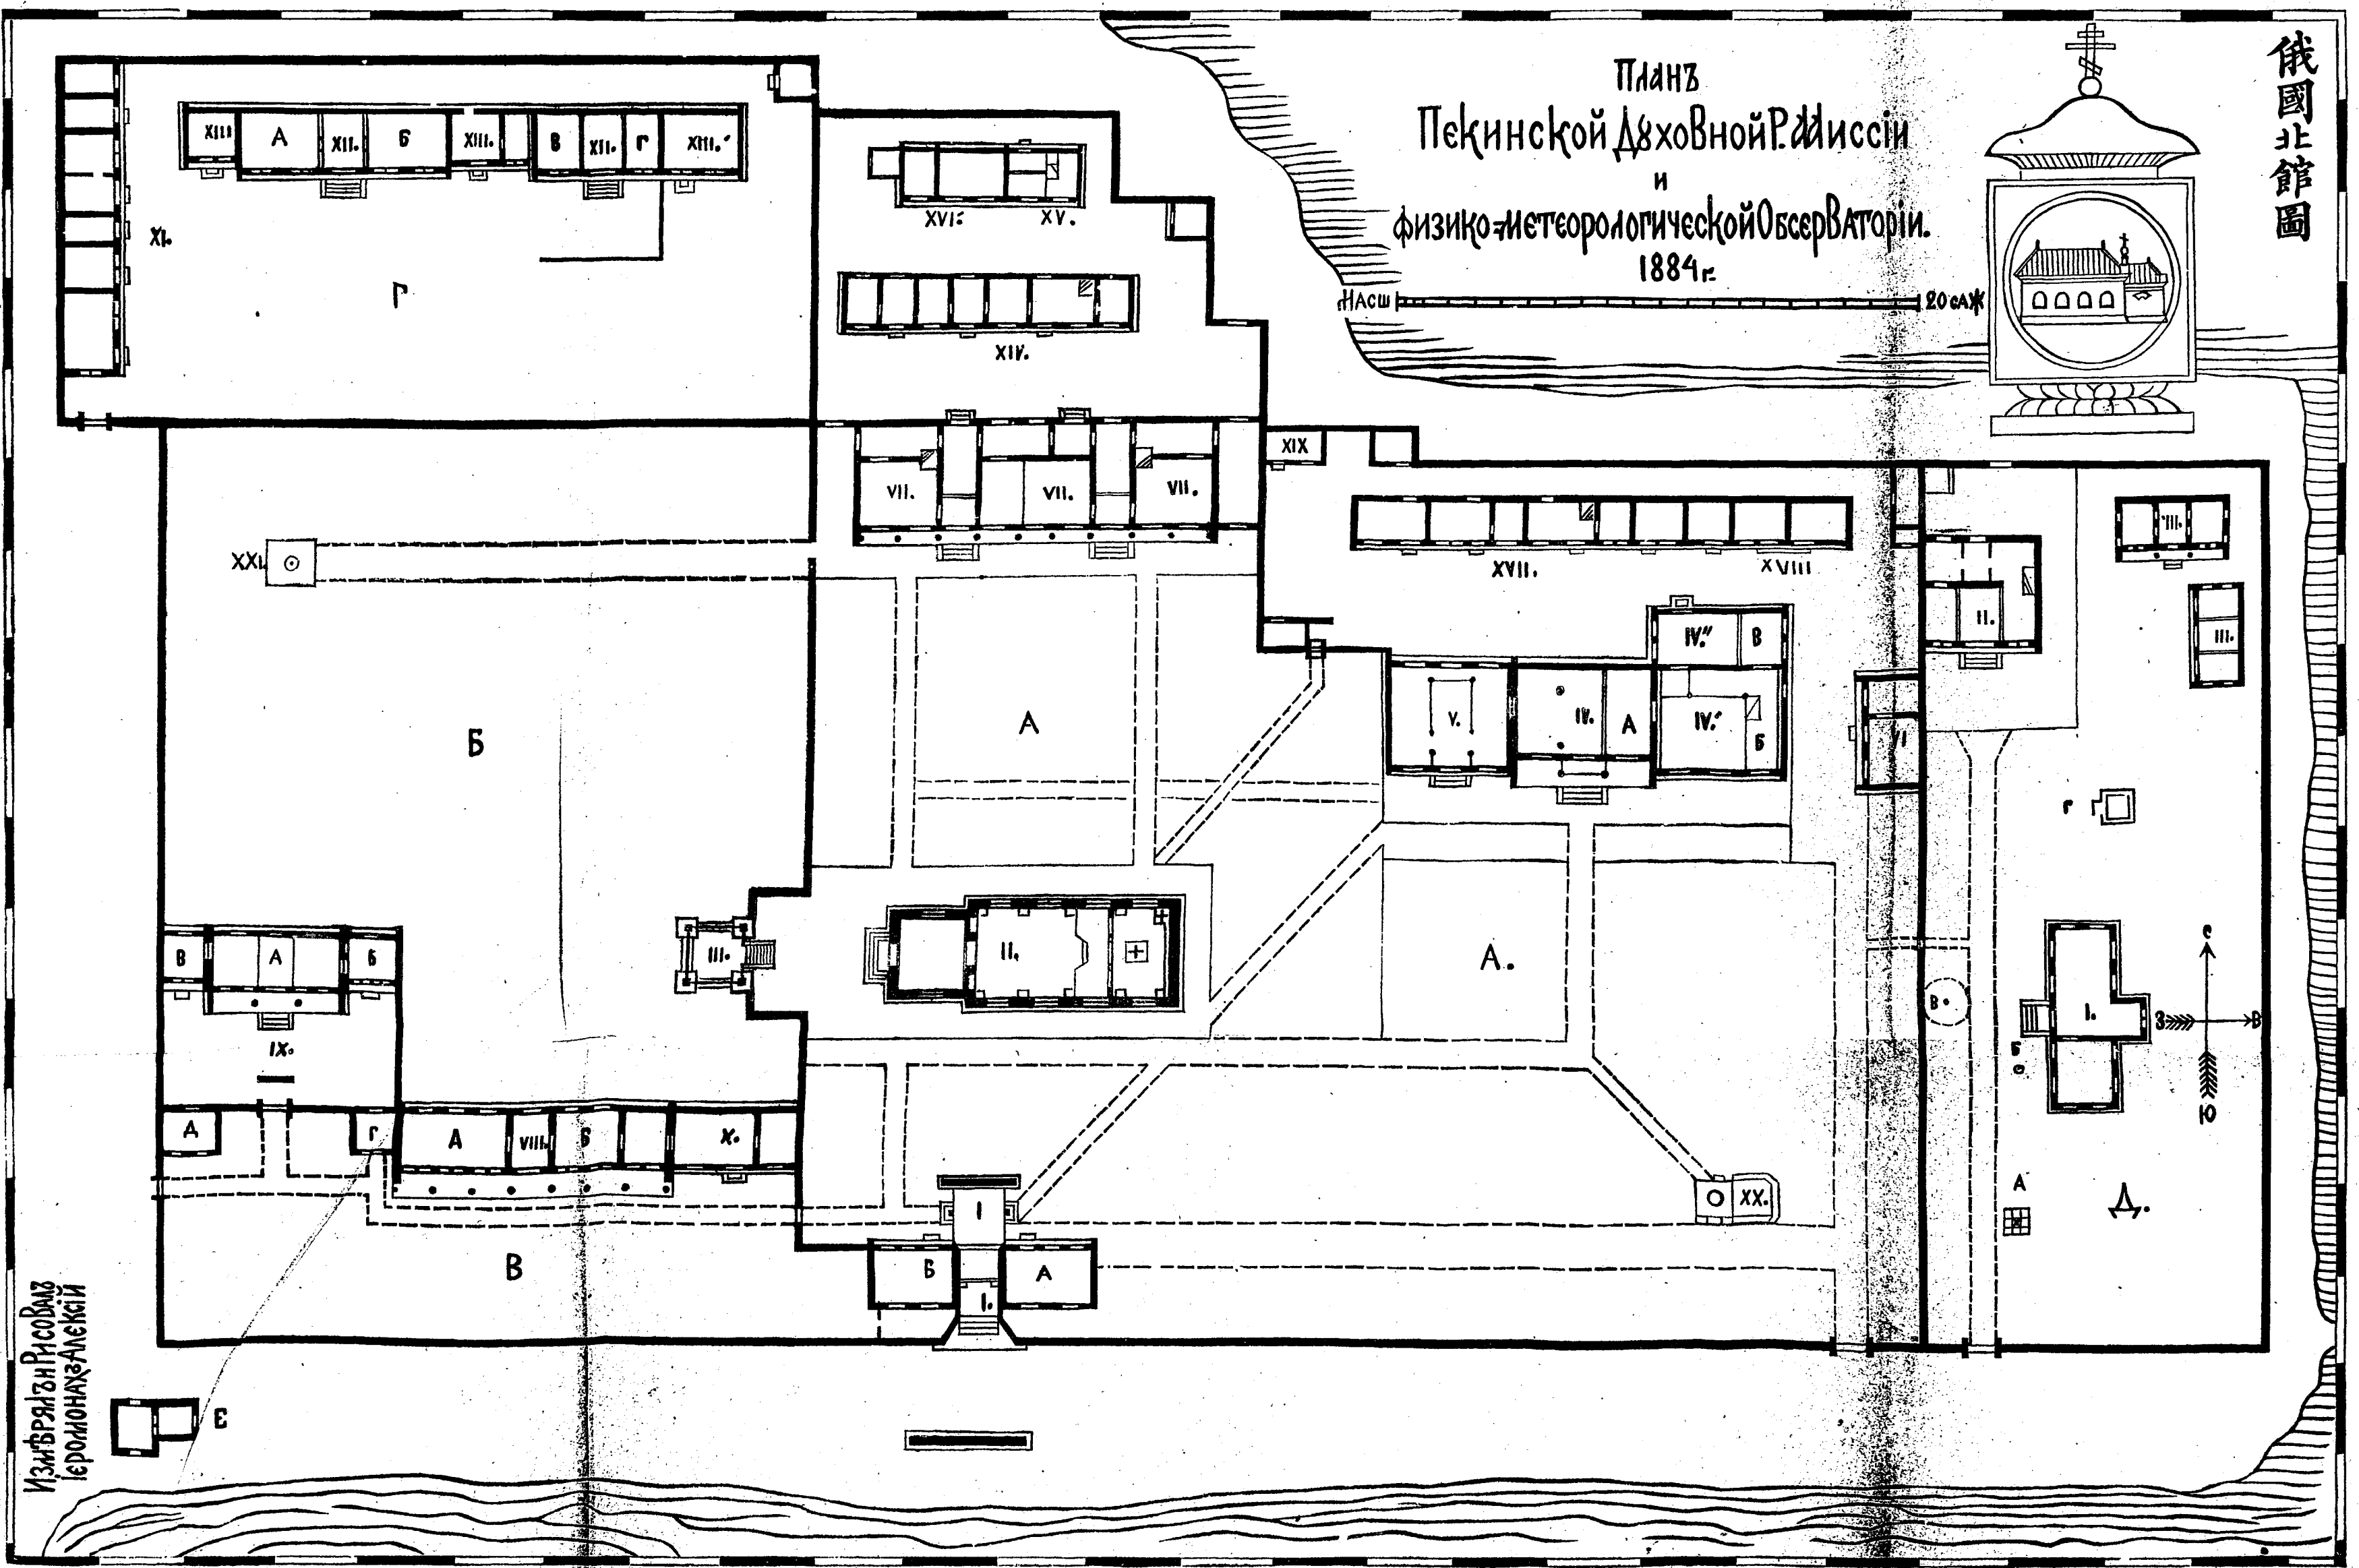 Планъ
Пекинской Духовной Р. Миссіи
и
Физико-метеорологической Обсерваторіи.
1884 г.
Масш
20 саж
俄國北館圖
XIII
А
XII.
Б
XIII.
В
XII.
Г
XIII.
XI.
Г
XVI.
XV.
XIV.
VII.
VII.
VII.
XIX
XVII.
XVIII
III.
II.
III.
XXI.
Б
А
IV."
В
V.
IV.
А
IV.'
Б
VI
Г
В
А
Б
III.
II.
А.
В
I.
Б
С
З
В
Ю
IX.
Д
Г
А
VIII.
Б
X.
I
XX.
А
Д.
В
Б
I.
А
Измѣрялъ и Рисовалъ
Іеромонахъ Алексій
Е